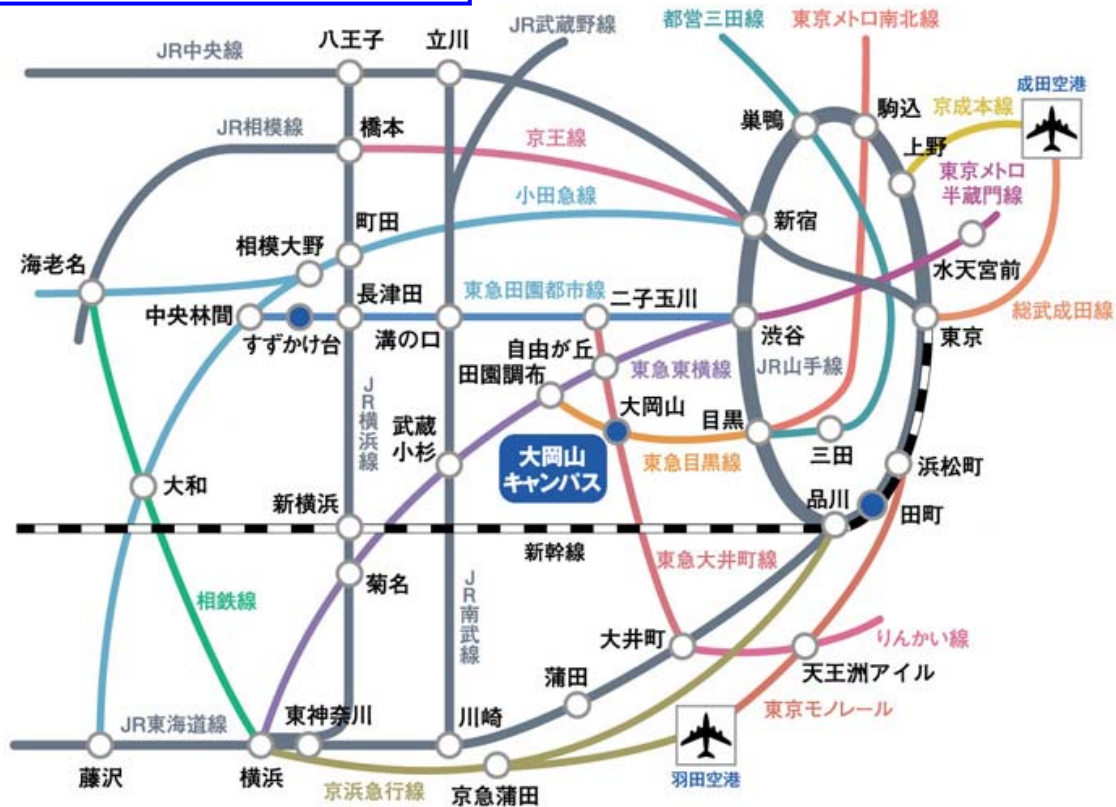 都営三田線
東京メトロ南北線
JR武蔵野線
八王子
立川
JR中央線
成田空港
駒込
京成本線
巣鴨
橋本
JR相模線
京王線
上野
東京メトロ
半蔵門線
小田急線
町田
新宿
相模大野
海老名
水天宮前
長津田
東急田園都市線
二子玉川
中央林間
総武成田線
すずかけ台
溝の口
渋谷
東京
自由が丘
東急東横線
JR山手線
田園調布
JR横浜線
大岡山
目黒
武蔵
小杉
三田
大岡山
キャンパス
東急目黒線
浜松町
大和
品川
新横浜
田町
新幹線
東急大井町線
菊名
JR南武線
相鉄線
大井町
りんかい線
蒲田
天王洲アイル
東京モノレール
JR東海道線
東神奈川
川崎
藤沢
横浜
京浜急行線
京急蒲田
羽田空港